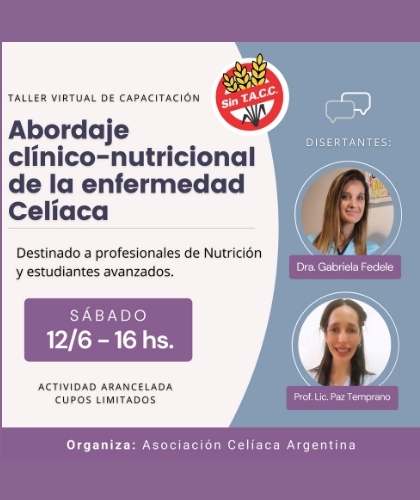 TALLER VIRTUAL DE CAPACITACIÓN
Sin T.A.C.C.
Abordaje
clínico-nutricional
de la enfermedad
Celíaca
DISERTANTES:
Destinado a profesionales de Nutrición
y estudiantes avanzados.
Dra. Gabriela Fedele
SÁBADO
12/6 - 16 hs.
ACTIVIDAD ARANCELADA
CUPOS LIMITADOS
Prof. Lic. Paz Temprano
Organiza: Asociación Celíaca Argentina